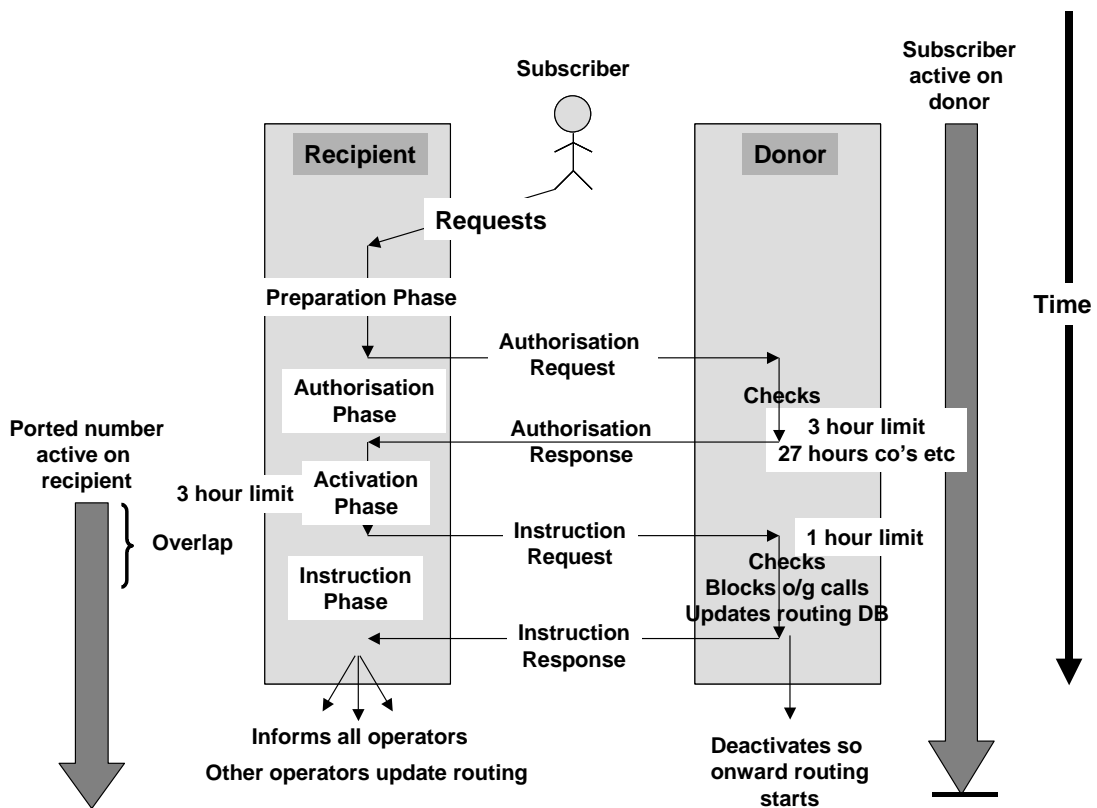 Subscriber
Subscriber
active on
donor
Recipient
Donor
Requests
Preparation Phase
Time
Authorisation
Request
Authorisation
Phase
Checks
3 hour limit
27 hours co's etc
Authorisation
Response
Ported number
active on
recipient
3 hour limit
Activation
Phase
Overlap
Instruction
Request
1 hour limit
Checks
Blocks o/g calls
Updates routing DB
Instruction
Phase
Instruction
Response
Informs all operators
Other operators update routing
Deactivates so
onward routing
starts